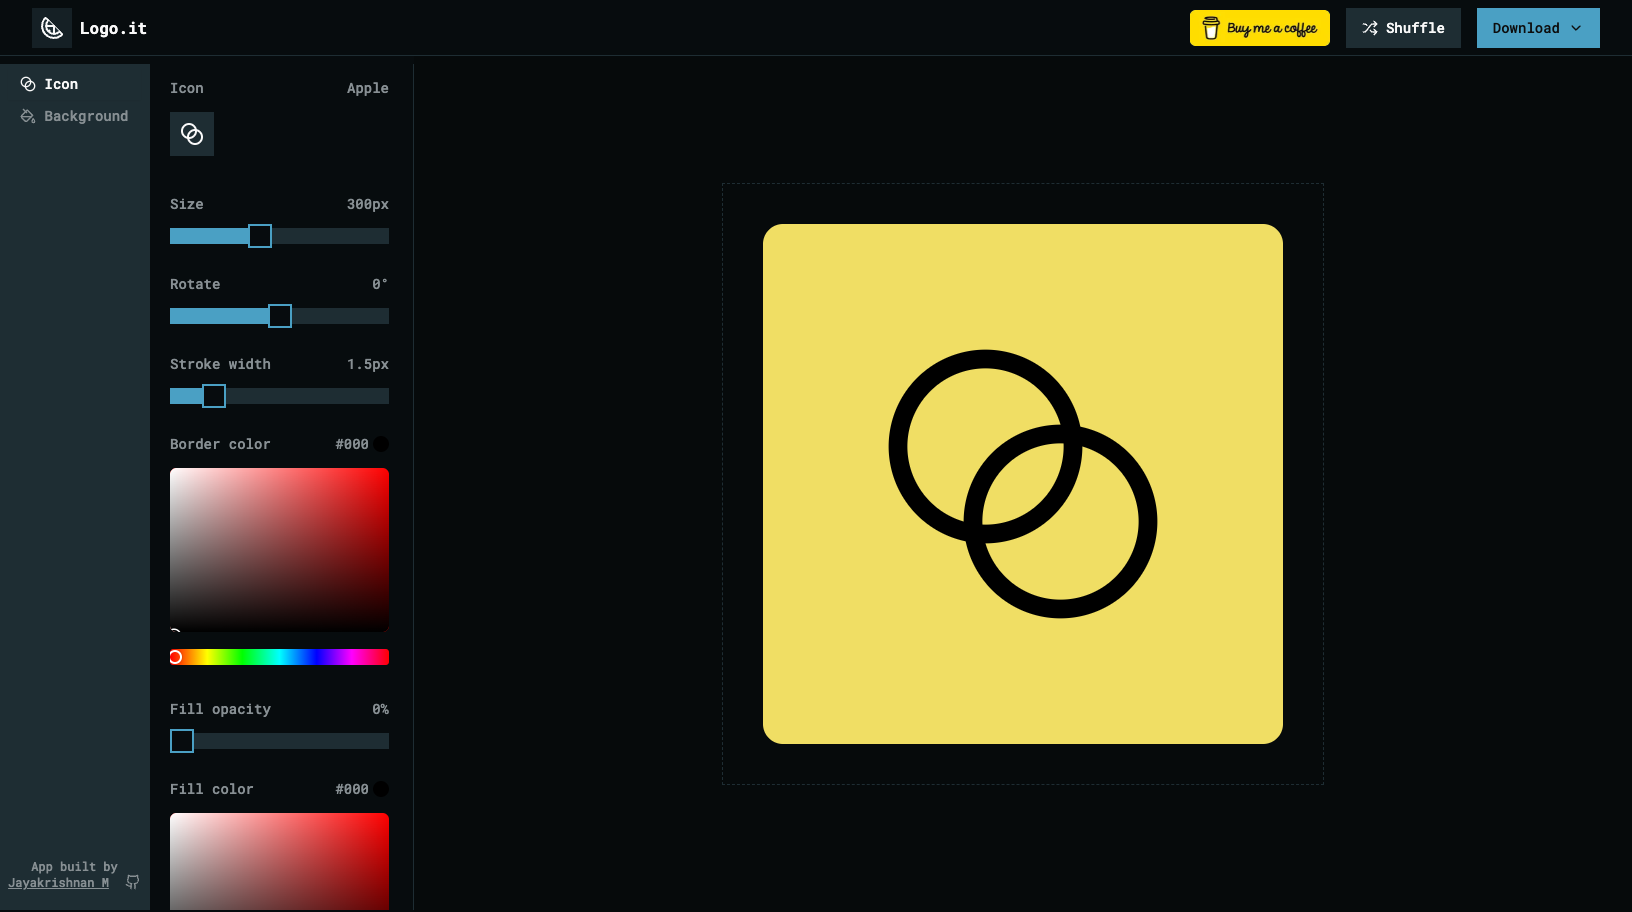 Logo.it
Buy me a coffee
Shuffle
Download
Icon
Background
Icon Apple
Size 300px
Rotate 0°
Stroke width 1.5px
Border color #000
Fill opacity 0%
Fill color #000
App built by
Jayakrishnan M